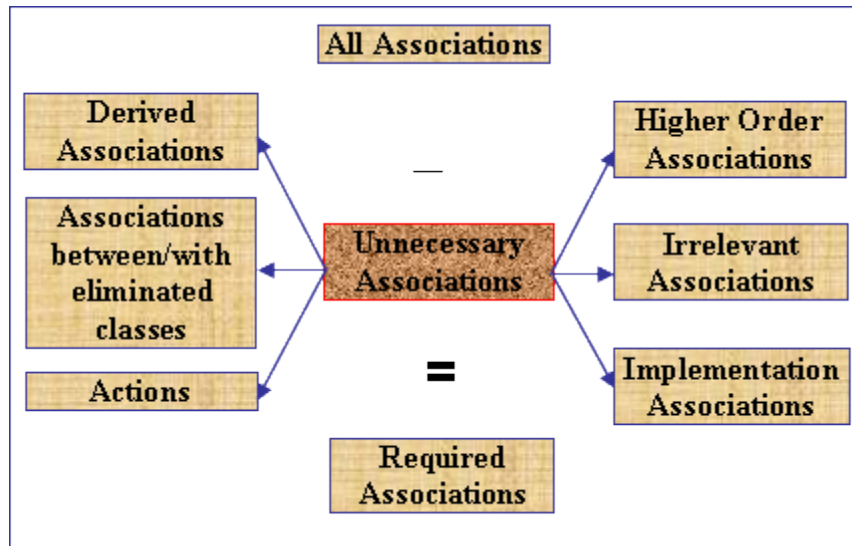 All Associations
Derived
Associations
Higher Order
Associations
—
Associations
between/with
eliminated
classes
Unnecessary
Associations
Irrelevant
Associations
Actions
=
Implementation
Associations
Required
Associations